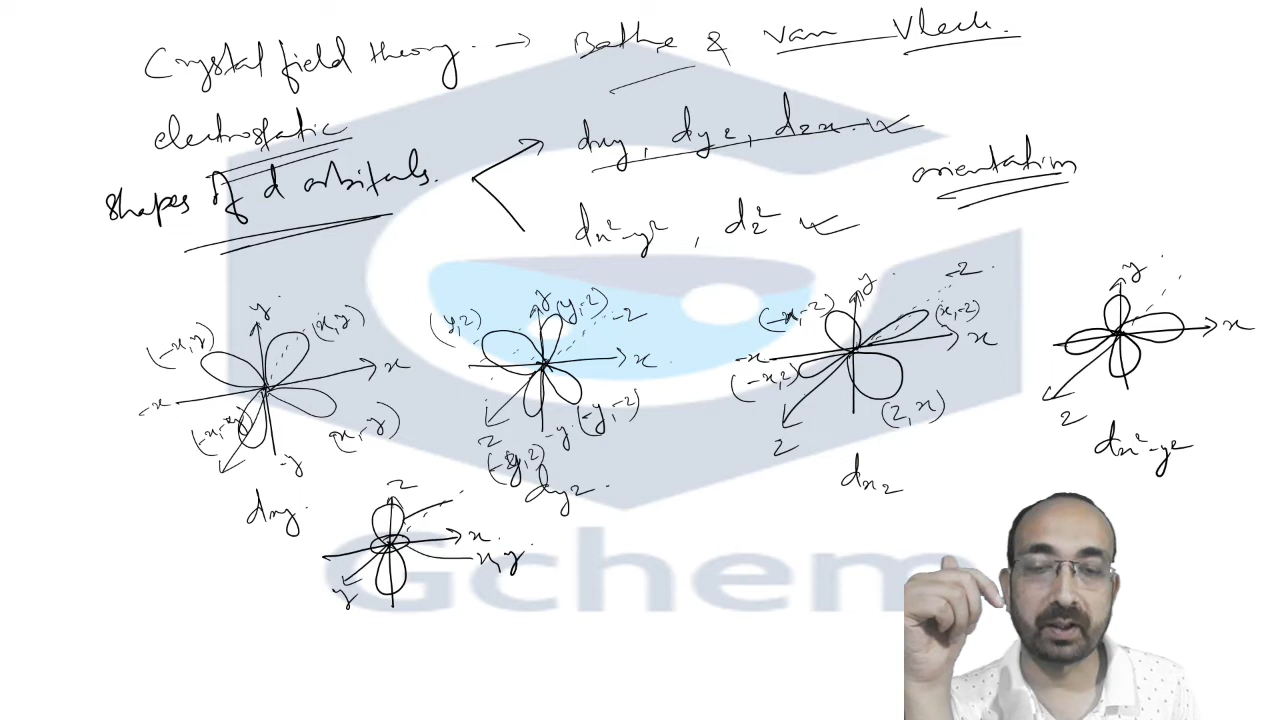 Crystal field theory. → Bethe & Van Vleck.
electrostatic
shapes of d orbitals.
dxy, dyz, dzx.
dx²-y², dz²
orientation
y
(-x,y)
(x,y)
x
-x
(x,-y)
-y
dxy.
y
(y,z)
(y,-z)
-z
x
z
-y
(-y,-z)
(-y,z)
dyz.
y
-z
(-x,-z)
(x,-z)
x
-x
(-x,z)
(z,x)
z
dxz
y
x
z
dx²-y²
z
x
x,y
y
Gchem